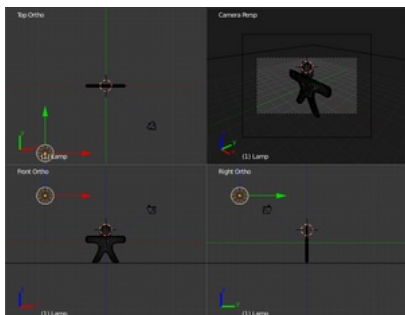 Top Ortho
Camera Persp
(1) Lamp
(1) Lamp
Front Ortho
Right Ortho
(1) Lamp
(1) Lamp